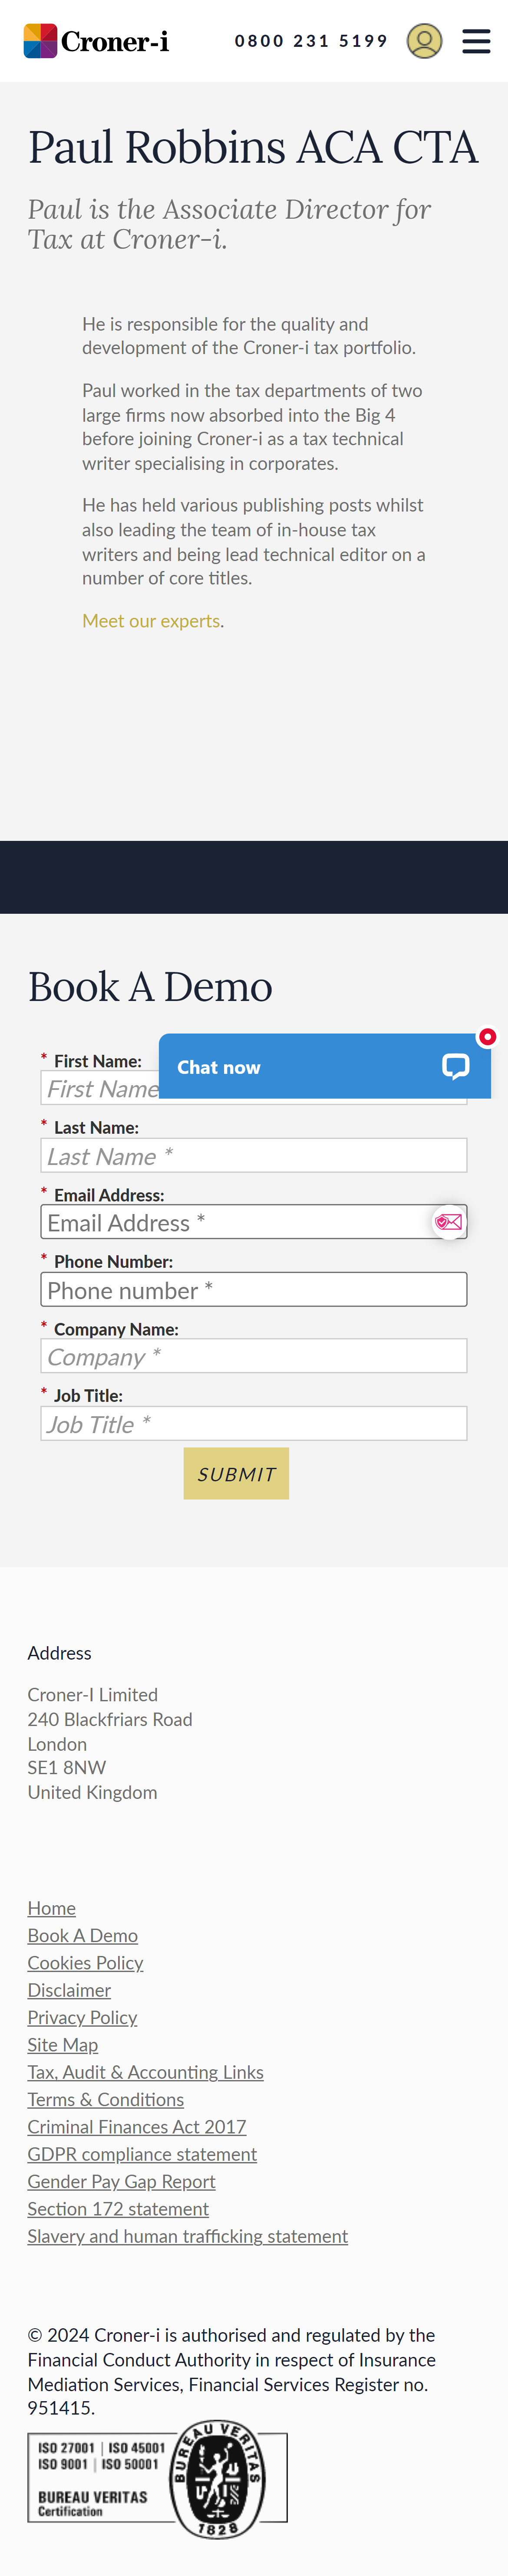 Croner-i
0800 231 5199
Paul Robbins ACA CTA
Paul is the Associate Director for
Tax at Croner-i.
He is responsible for the quality and
development of the Croner-i tax portfolio.
Paul worked in the tax departments of two
large firms now absorbed into the Big 4
before joining Croner-i as a tax technical
writer specialising in corporates.
He has held various publishing posts whilst
also leading the team of in-house tax
writers and being lead technical editor on a
number of core titles.
Meet our experts.
Book A Demo
* First Name:
First Name
Chat now
* Last Name:
Last Name *
* Email Address:
Email Address *
* Phone Number:
Phone number *
* Company Name:
Company *
* Job Title:
Job Title *
SUBMIT
Address
Croner-I Limited
240 Blackfriars Road
London
SE1 8NW
United Kingdom
Home
Book A Demo
Cookies Policy
Disclaimer
Privacy Policy
Site Map
Tax, Audit & Accounting Links
Terms & Conditions
Criminal Finances Act 2017
GDPR compliance statement
Gender Pay Gap Report
Section 172 statement
Slavery and human trafficking statement
© 2024 Croner-i is authorised and regulated by the
Financial Conduct Authority in respect of Insurance
Mediation Services, Financial Services Register no.
951415.
ISO 27001 | ISO 45001
ISO 9001 | ISO 50001
BUREAU VERITAS
Certification
BUREAU VERITAS
1828